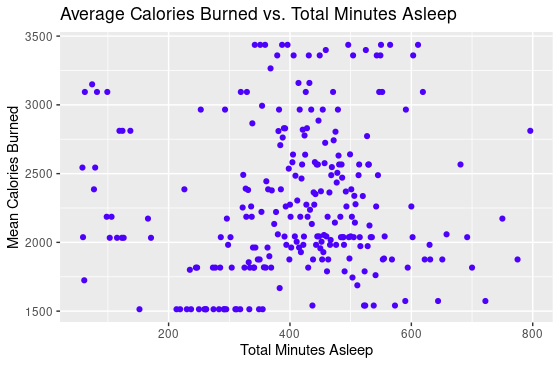 Average Calories Burned vs. Total Minutes Asleep
Mean Calories Burned
3500
3000
2500
2000
1500
200 400 600 800
Total Minutes Asleep